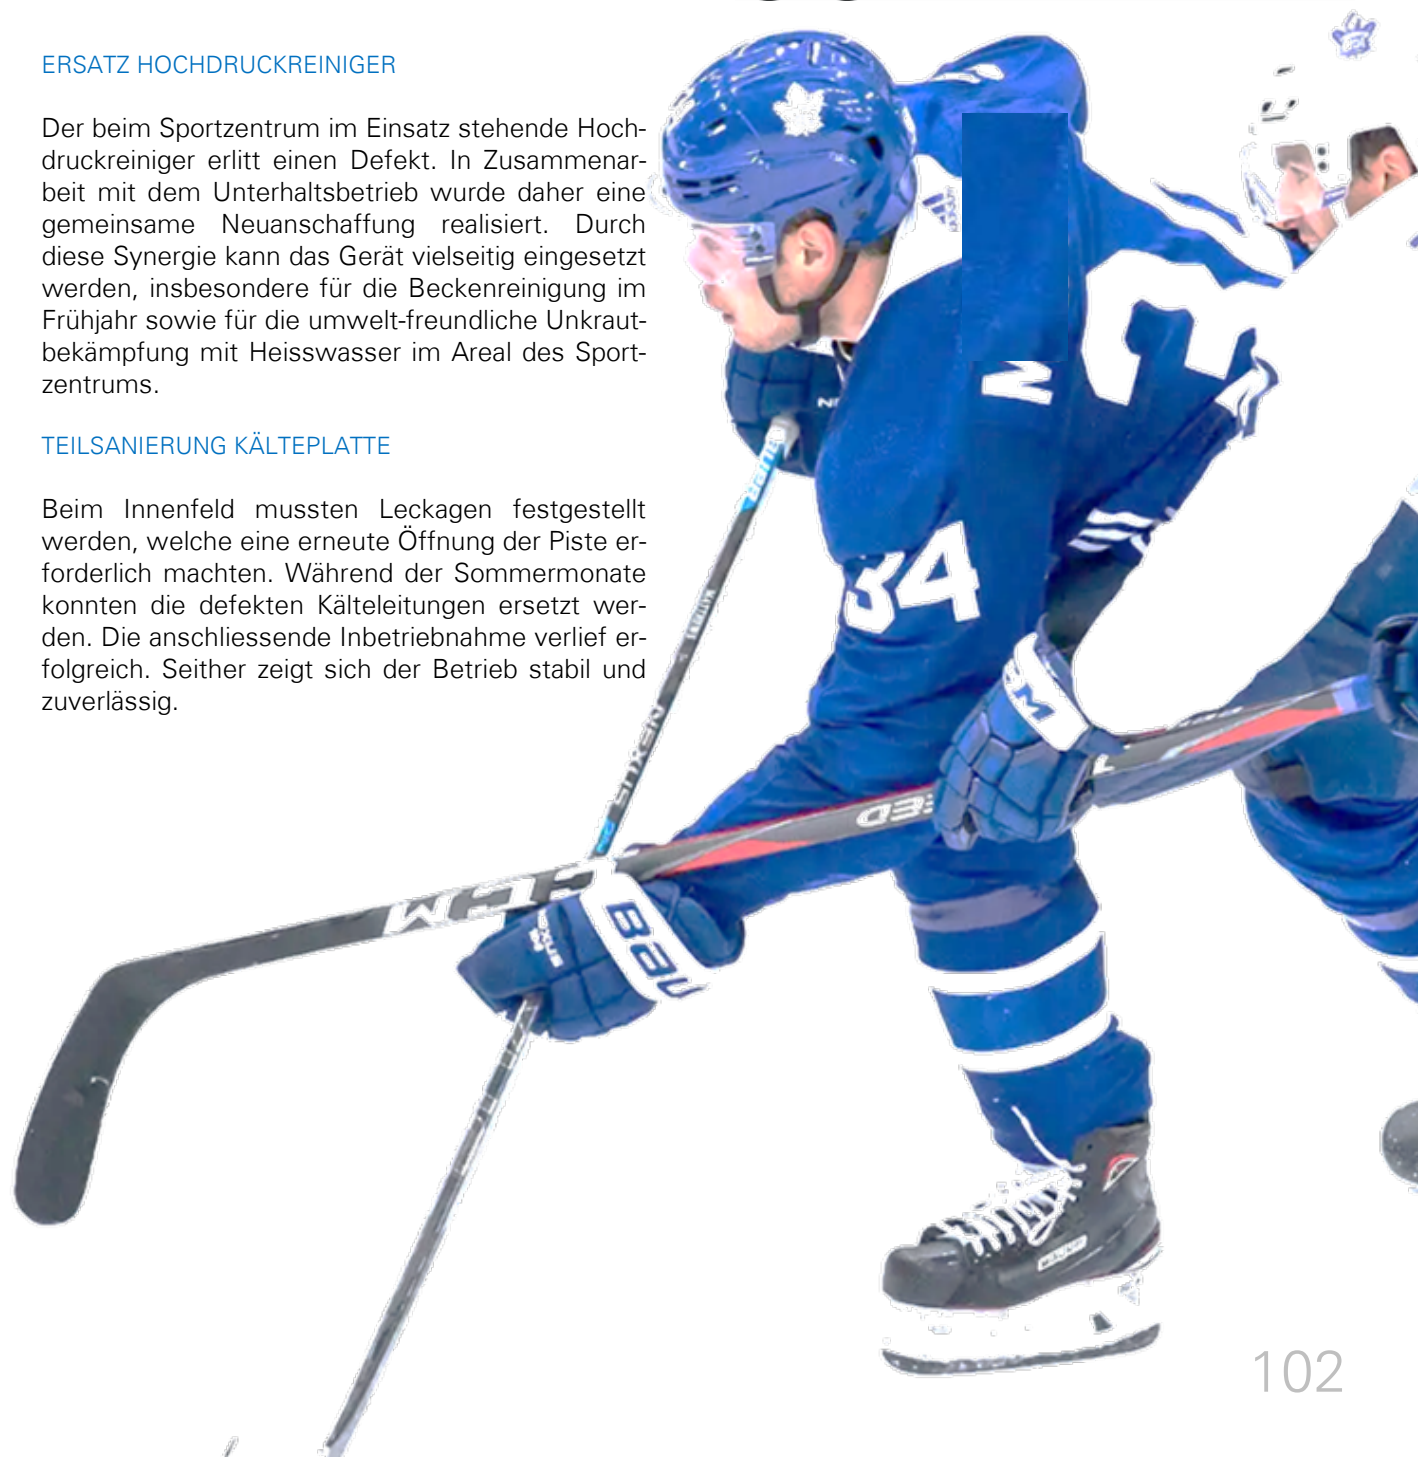 ERSATZ HOCHDRUCKREINIGER
Der beim Sportzentrum im Einsatz stehende Hoch-
druckreiniger erlitt einen Defekt. In Zusammenar-
beit mit dem Unterhaltsbetrieb wurde daher eine
gemeinsame Neuanschaffung realisiert. Durch
diese Synergie kann das Gerät vielseitig eingesetzt
werden, insbesondere für die Beckenreinigung im
Frühjahr sowie für die umwelt-freundliche Unkraut-
bekämpfung mit Heisswasser im Areal des Sport-
zentrums.
TEILSANIERUNG KÄLTEPLATTE
Beim Innenfeld mussten Leckagen festgestellt
werden, welche eine erneute Öffnung der Piste er-
forderlich machten. Während der Sommermonate
konnten die defekten Kälteleitungen ersetzt wer-
den. Die anschliessende Inbetriebnahme verlief er-
folgreich. Seither zeigt sich der Betrieb stabil und
zuverlässig.
34
NEXUS
CCM
BAU
102